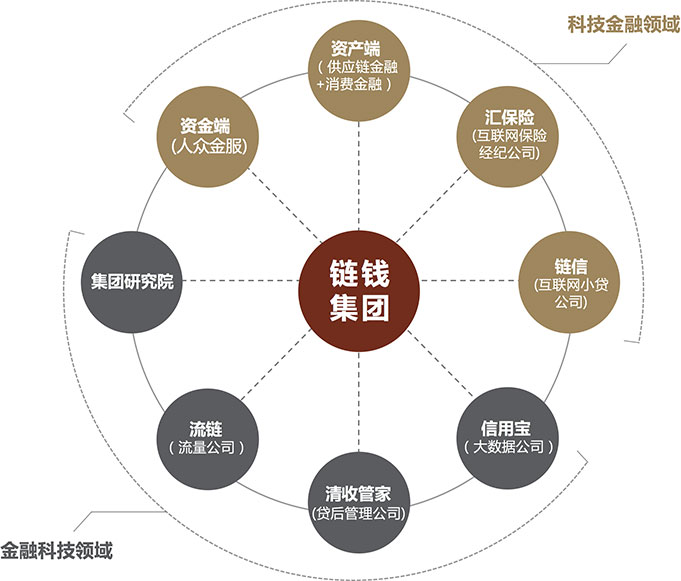 科技金融领域
资产端
（供应链金融
+消费金融）
资金端
(人众金服)
汇保险
(互联网保险
经纪公司)
集团研究院
链钱
集团
链信
(互联网小贷
公司)
流链
（流量公司）
信用宝
（大数据公司）
清收管家
(贷后管理公司)
金融科技领域